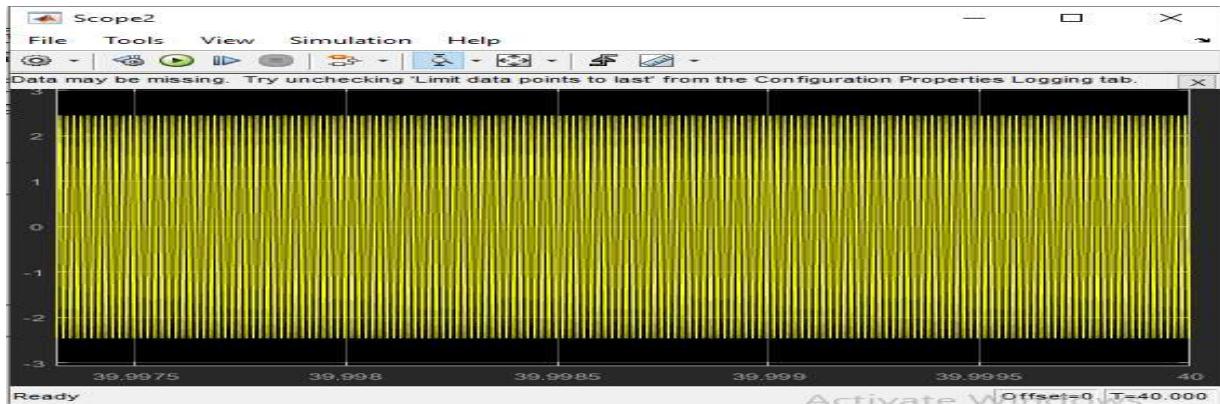 Scope2
File Tools View Simulation Help
Data may be missing. Try unchecking 'Limit data points to last' from the Configuration Properties Logging tab.
3
2
1
0
-1
-2
-3
39.9975 39.998 39.9985 39.999 39.9995 40
Ready Activate Windows Offset=0 T=40.000